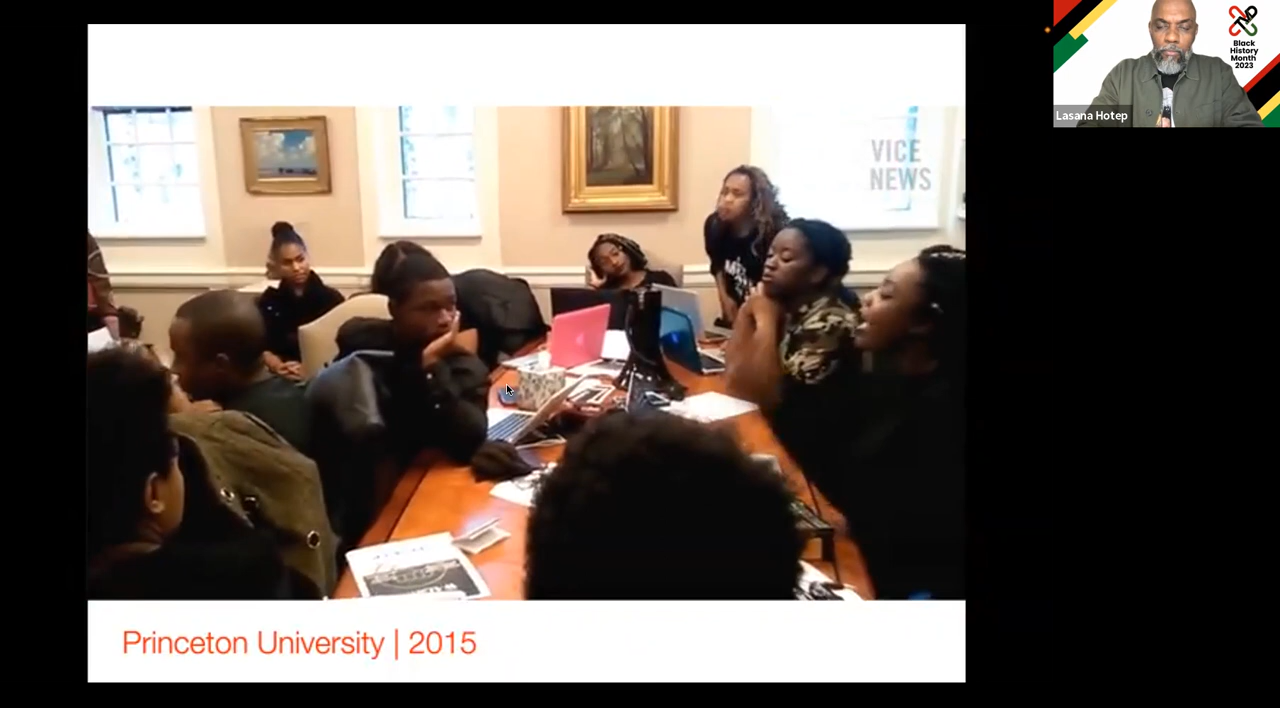 VICE
NEWS
Black
History
Month
2023
Lasana Hotep
Princeton University | 2015